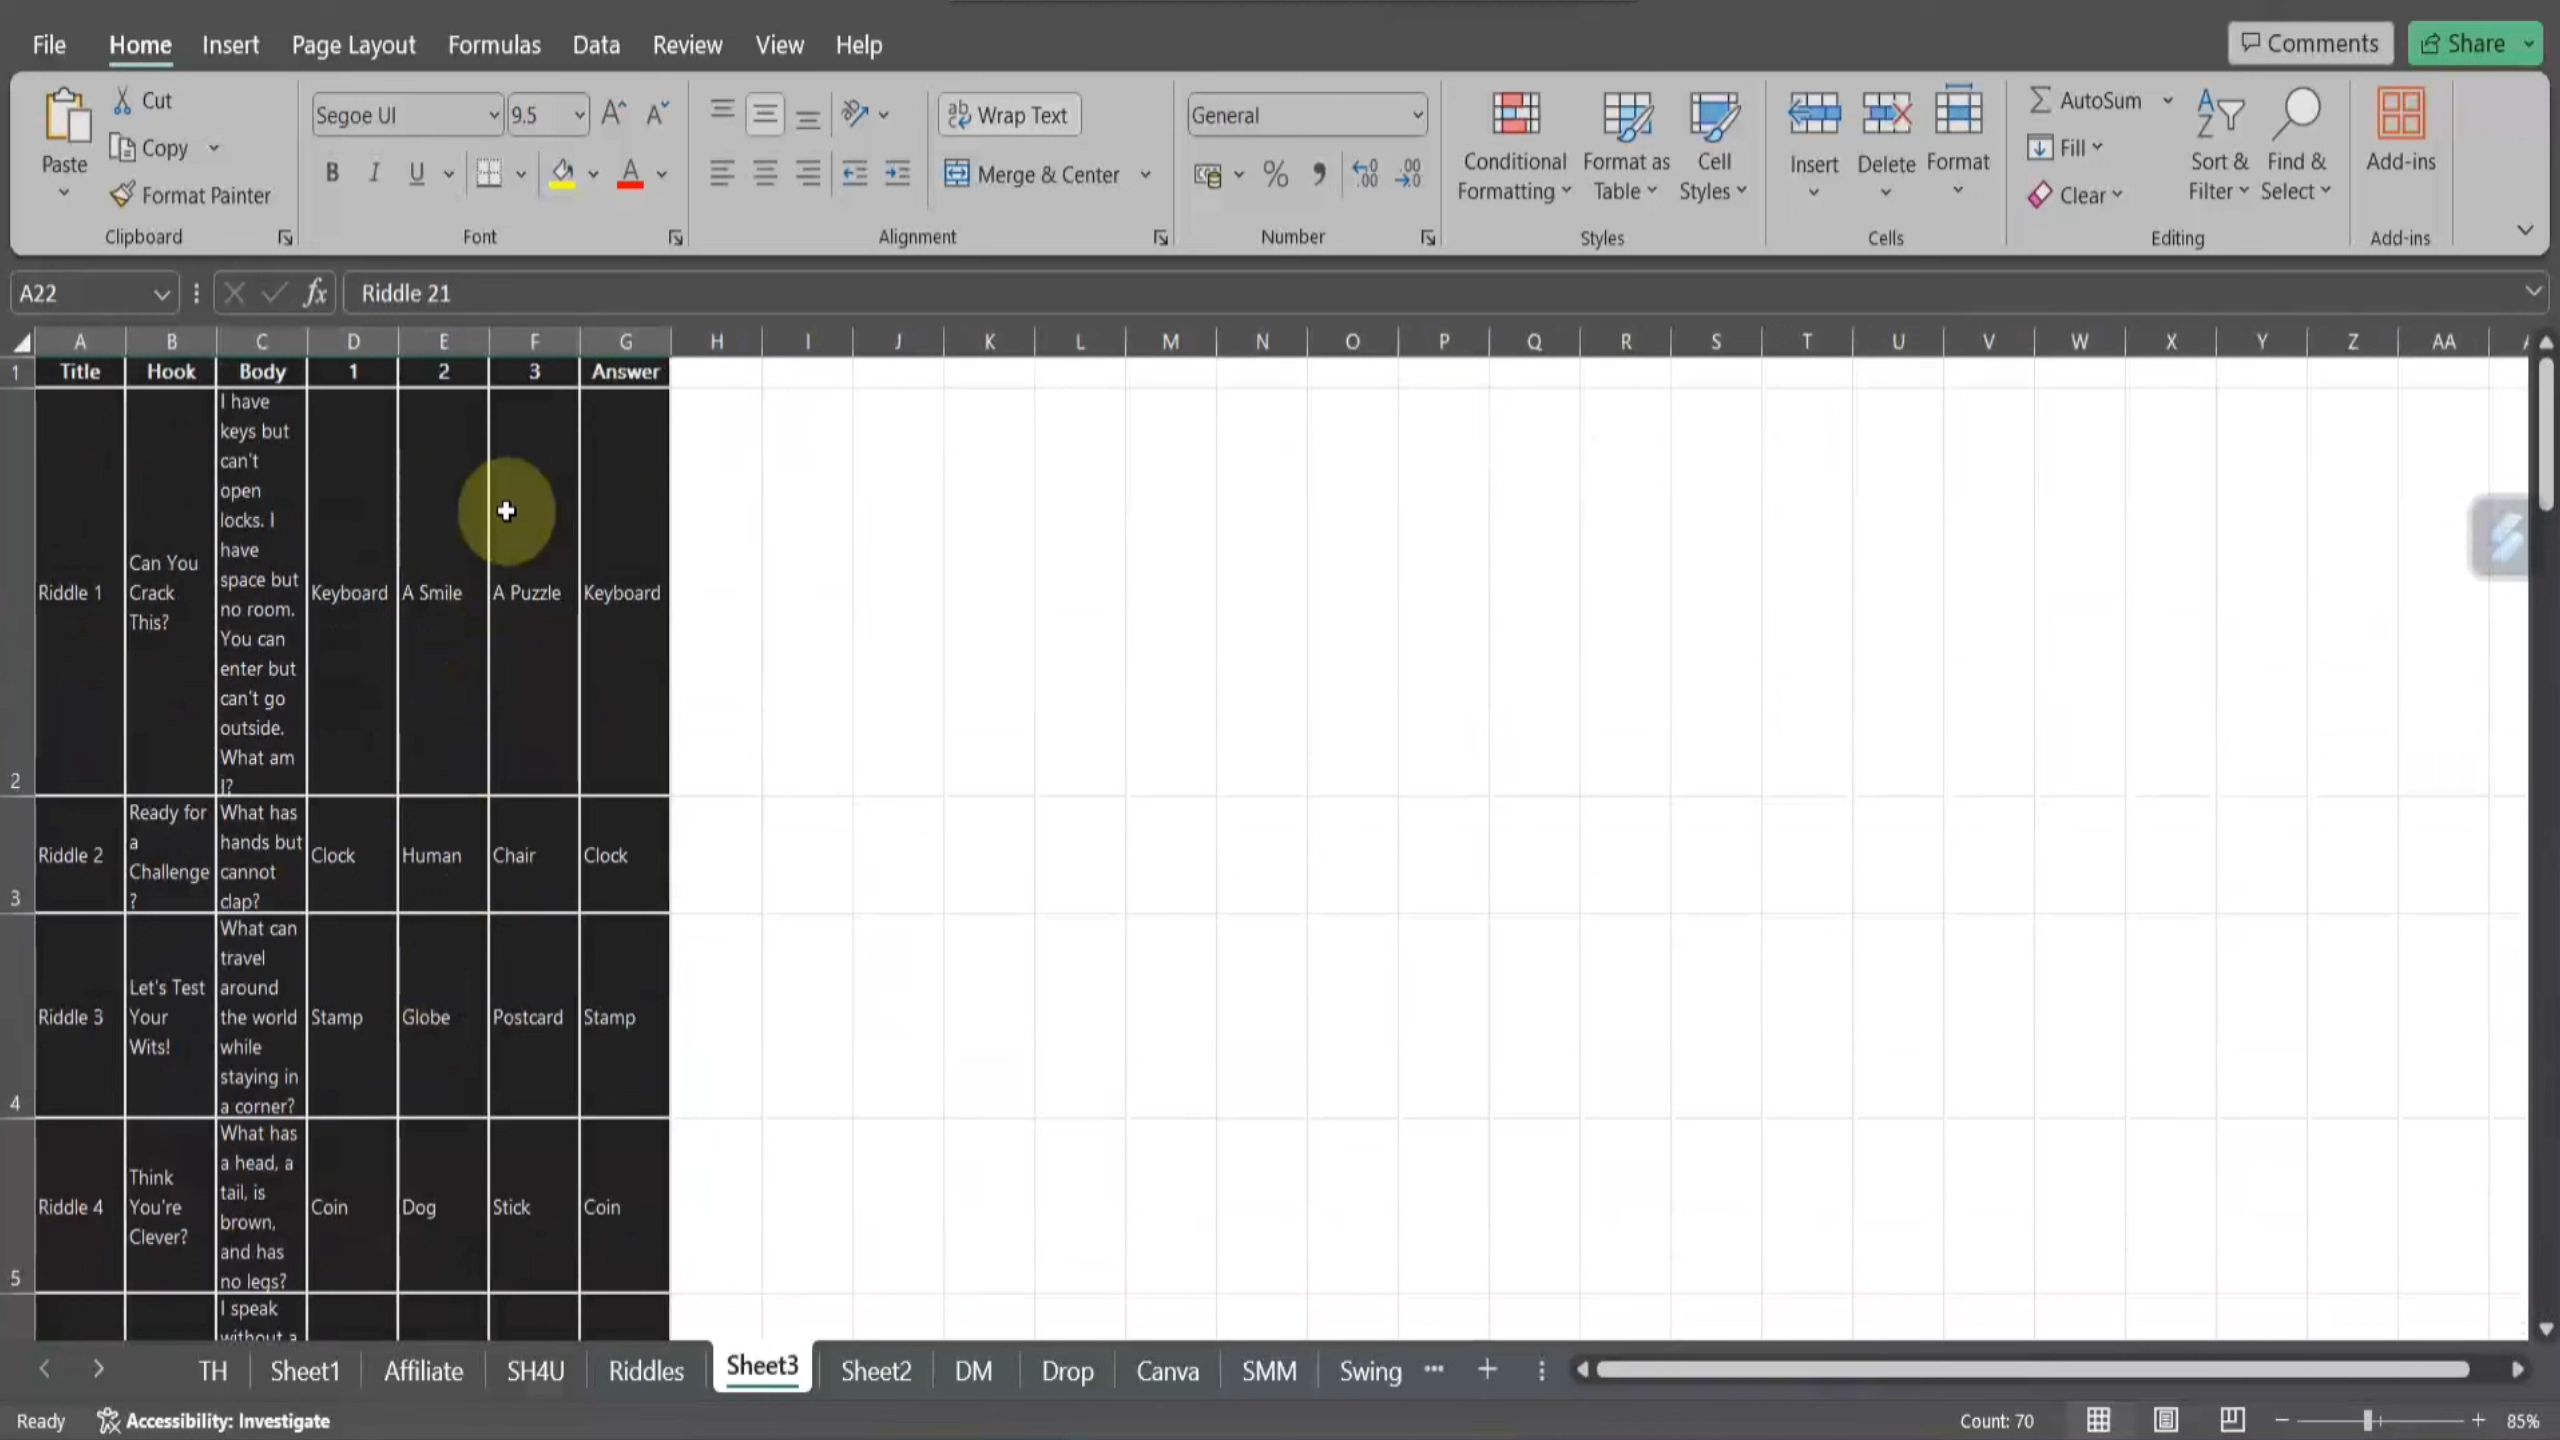 File Home Insert Page Layout Formulas Data Review View Help Comments Share
Paste Cut Copy Format Painter Clipboard
Segoe UI 9.5 B I U A Font
Wrap Text Merge & Center Alignment
General % Number
Conditional Formatting Format as Table Cell Styles Styles
Insert Delete Format Cells
AutoSum Fill Clear Sort & Filter Find & Select Editing
Add-ins Add-ins
A22 fx Riddle 21
A B C D E F G H I J K L M N O P Q R S T U V W X Y Z AA
1 Title Hook Body 1 2 3 Answer
2 Riddle 1 Can You Crack This? I have keys but can't open locks. I have space but no room. You can enter but can't go outside. What am I? Keyboard A Smile A Puzzle Keyboard
3 Riddle 2 Ready for a Challenge? What has hands but cannot clap? Clock Human Chair Clock
4 Riddle 3 Let's Test Your Wits! What can travel around the world while staying in a corner? Stamp Globe Postcard Stamp
5 Riddle 4 Think You're Clever? What has a head, a tail, is brown, and has no legs? Coin Dog Stick Coin
I speak without a
TH Sheet1 Affiliate SH4U Riddles Sheet3 Sheet2 DM Drop Canva SMM Swing
Ready Accessibility: Investigate Count: 70 85%